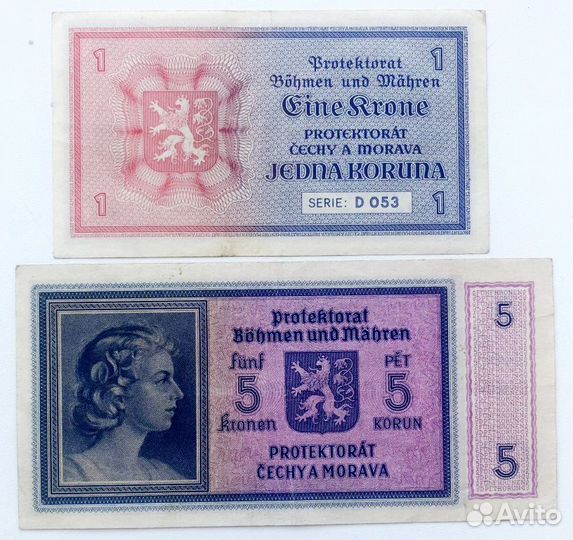 1 1
Protektorat
Böhmen und Mähren
Eine Krone
PROTEKTORÁT
ČECHY A MORAVA
JEDNA KORUNA
SERIE: D 053
1 1
Protektorat
Böhmen und Mähren
fünf PĚT
5 5
kronen KORUN
PROTEKTORÁT
ČECHY A MORAVA
5
5
Avito